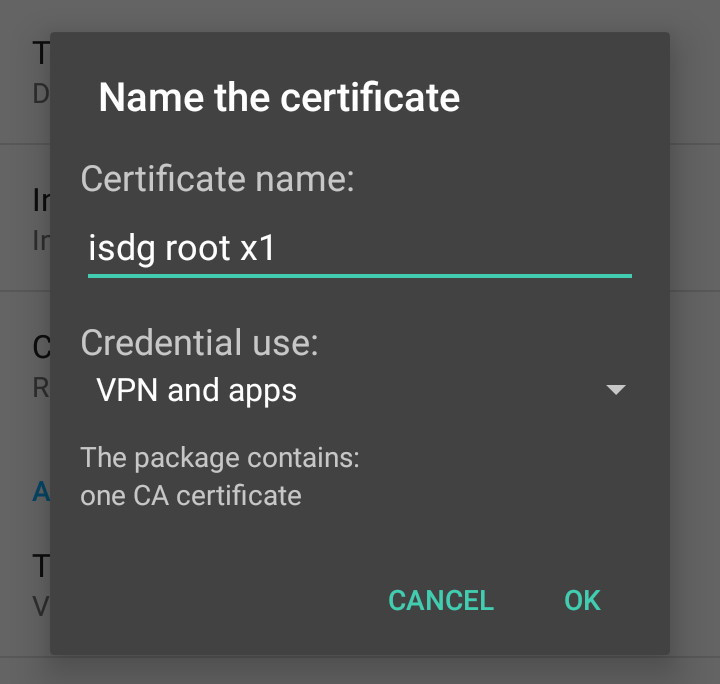 Name the certificate
Certificate name:
isdg root x1
Credential use:
VPN and apps
The package contains:
one CA certificate
CANCEL OK